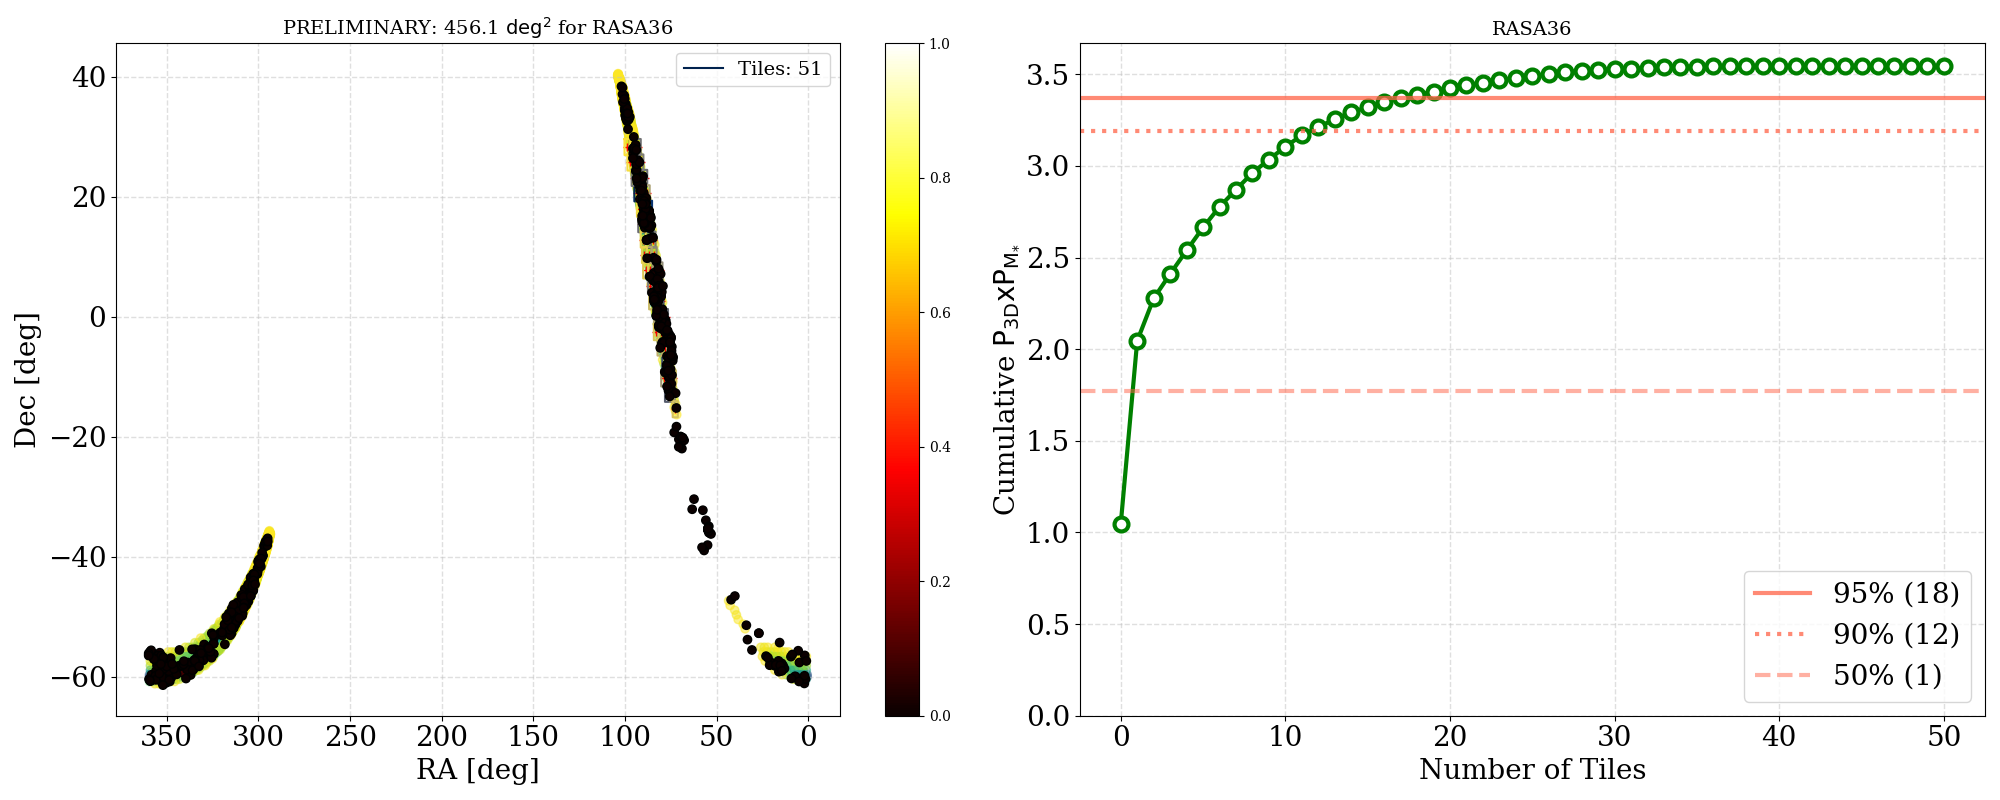 PRELIMINARY: 456.1 deg² for RASA36
Tiles: 51
40
20
0
−20
−40
−60
Dec [deg]
350 300 250 200 150 100 50 0
RA [deg]
1.0
0.8
0.6
0.4
0.2
0.0
RASA36
3.5
3.0
2.5
2.0
1.5
1.0
0.5
0.0
Cumulative P₃DxP_M*
0 10 20 30 40 50
Number of Tiles
95% (18)
90% (12)
50% (1)